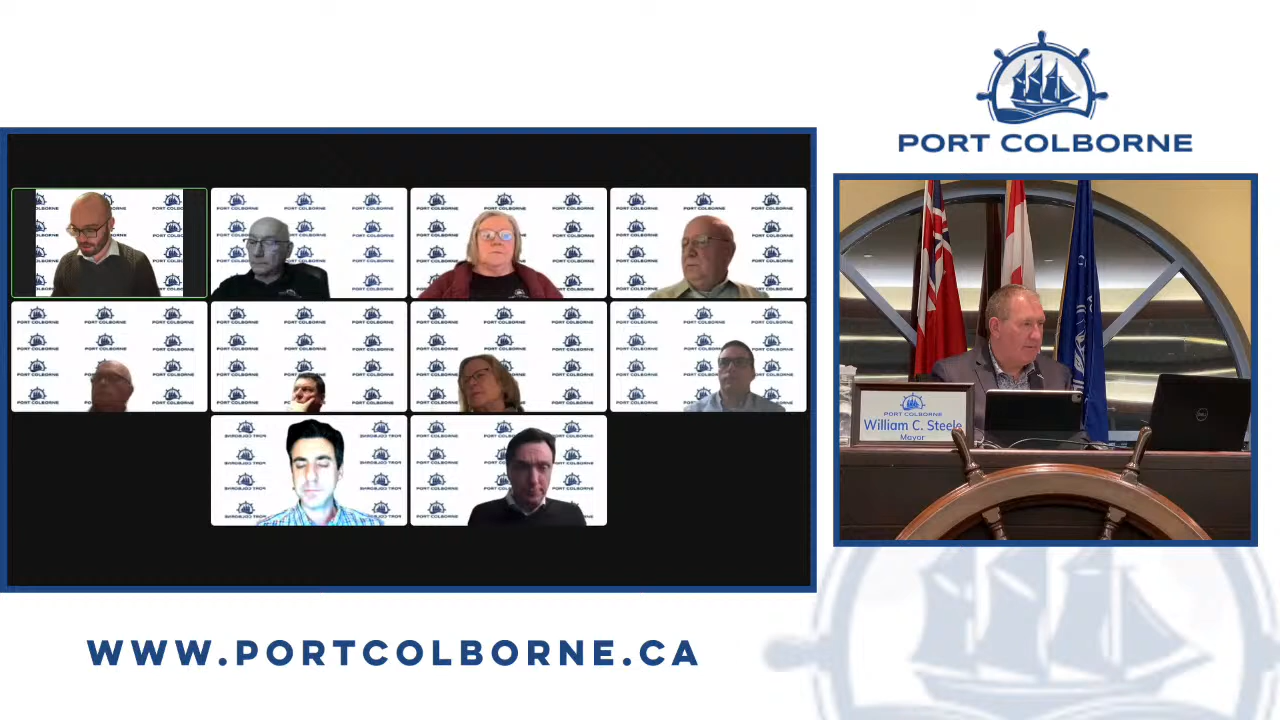 PORT COLBORNE
PORT COLBORNE
William C. Steele
Mayor
WWW.PORTCOLBORNE.CA